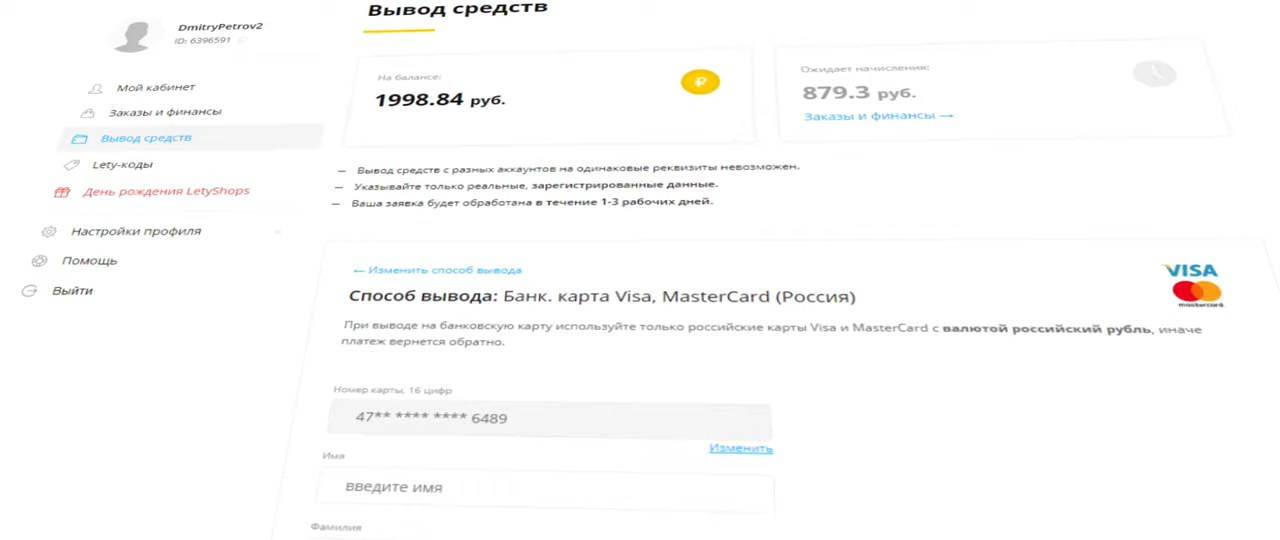 DmitryPetrov2
ID: 6396591
Мой кабинет
Заказы и финансы
Вывод средств
Lety-коды
День рождения LetyShops
Настройки профиля
Помощь
Выйти
Вывод средств
На балансе:
1998.84 руб.
₽
Ожидает начисления:
879.3 руб.
Заказы и финансы →
— Вывод средств с разных аккаунтов на одинаковые реквизиты невозможен.
— Указывайте только реальные, зарегистрированные данные.
— Ваша заявка будет обработана в течение 1-3 рабочих дней.
← Изменить способ вывода
VISA
mastercard
Способ вывода: Банк. карта Visa, MasterCard (Россия)
При выводе на банковскую карту используйте только российские карты Visa и MasterCard с валютой российский рубль, иначе
платеж вернется обратно.
Номер карты, 16 цифр
47** **** **** 6489
Изменить
Имя
введите имя
Фамилия